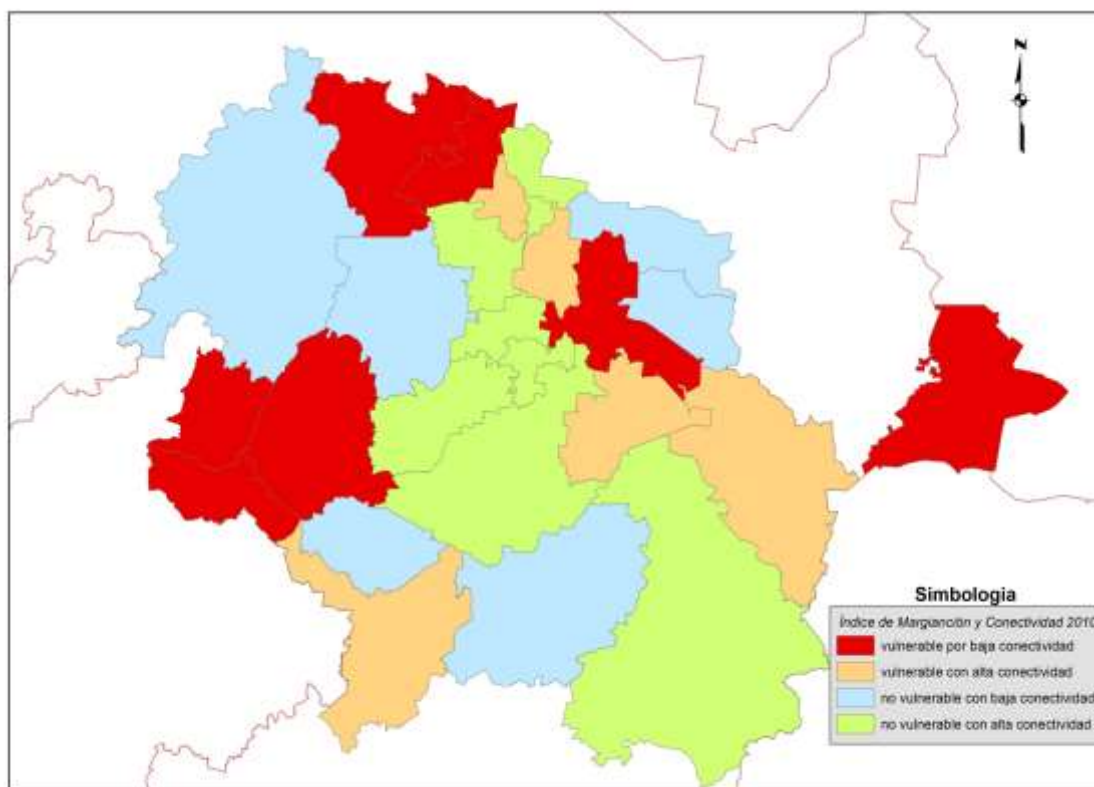 N
Simbologia
Índice de Marginación y Conectividad 2010
vulnerable por baja conectividad
vulnerable con alta conectividad
no vulnerable con baja conectividad
no vulnerable con alta conectividad